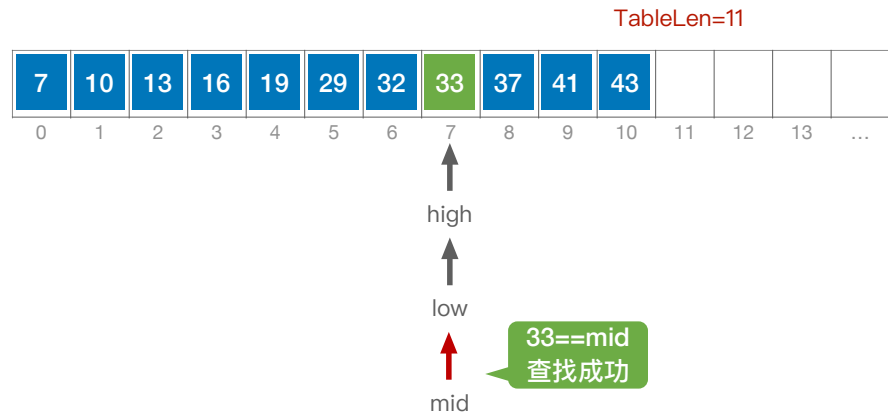 TableLen=11
7 10 13 16 19 29 32 33 37 41 43
0 1 2 3 4 5 6 7 8 9 10 11 12 13 ...
high
low
33==mid
查找成功
mid